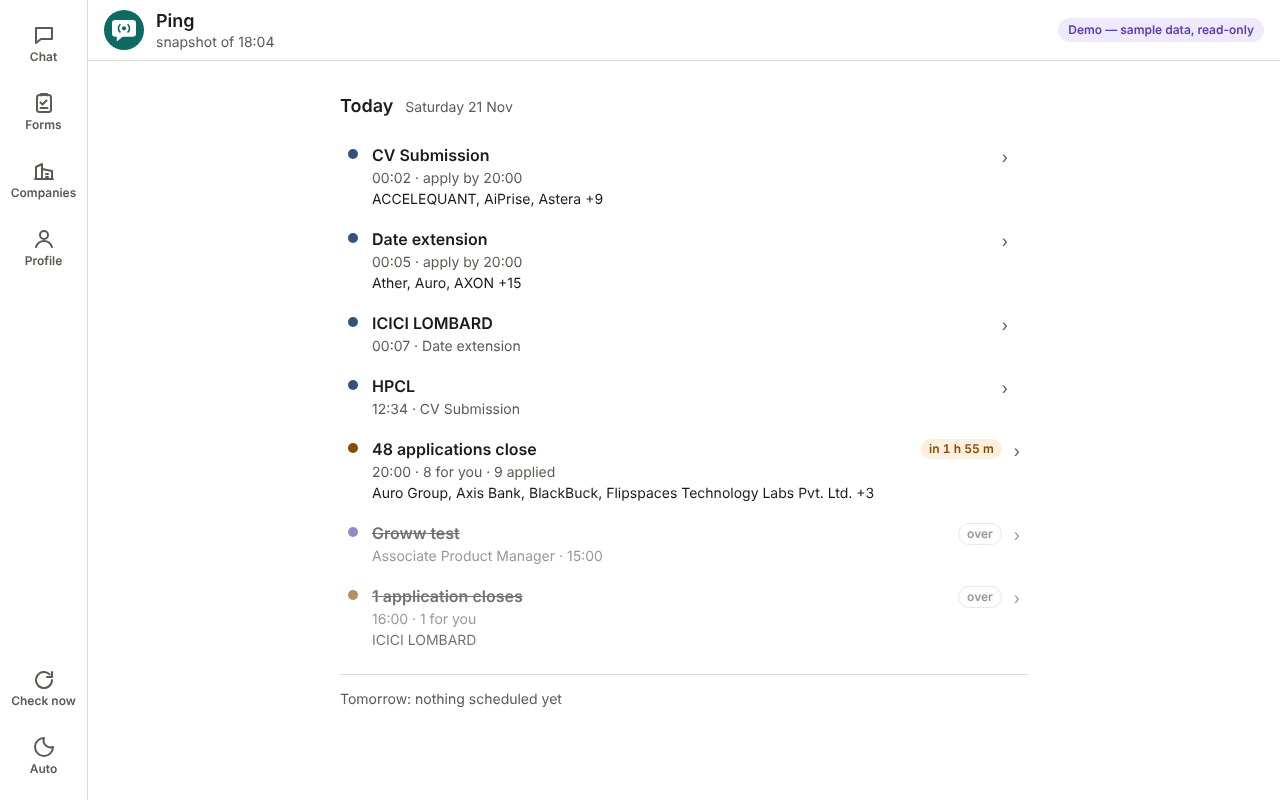 Ping
snapshot of 18:04
Demo — sample data, read-only
Chat
Forms
Companies
Profile
Check now
Auto
Today Saturday 21 Nov
CV Submission
00:02 · apply by 20:00
ACCELEQUANT, AiPrise, Astera +9
Date extension
00:05 · apply by 20:00
Ather, Auro, AXON +15
ICICI LOMBARD
00:07 · Date extension
HPCL
12:34 · CV Submission
48 applications close in 1 h 55 m
20:00 · 8 for you · 9 applied
Auro Group, Axis Bank, BlackBuck, Flipspaces Technology Labs Pvt. Ltd. +3
Groww test over
Associate Product Manager · 15:00
1 application closes over
16:00 · 1 for you
ICICI LOMBARD
Tomorrow: nothing scheduled yet